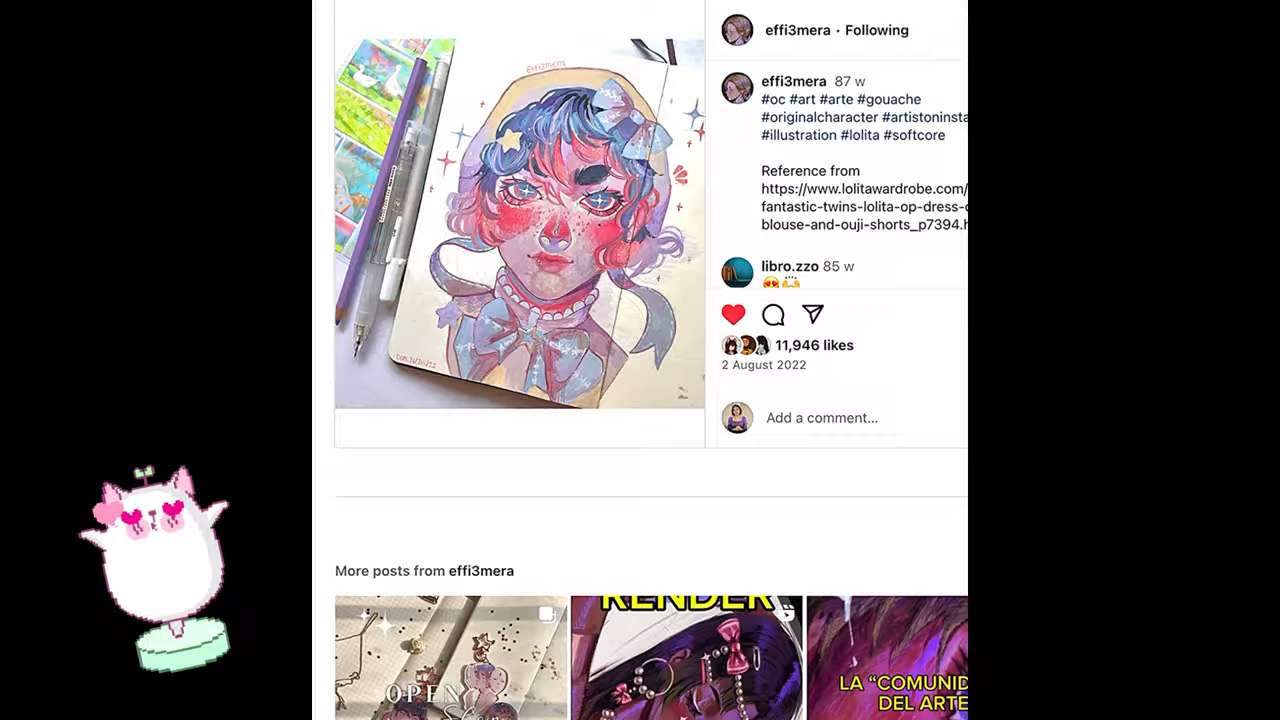 effi3mera
effi3mera • Following
effi3mera 87 w
#oc #art #arte #gouache
#originalcharacter #artistoninsta
#illustration #lolita #softcore
Reference from
https://www.lolitawardrobe.com/
fantastic-twins-lolita-op-dress-
blouse-and-ouji-shorts_p7394.h
libro.zzo 85 w
😍🙌
11,946 likes
2 August 2022
Add a comment…
More posts from effi3mera
RENDER
OPEN
LA “COMUNID
DEL ARTE